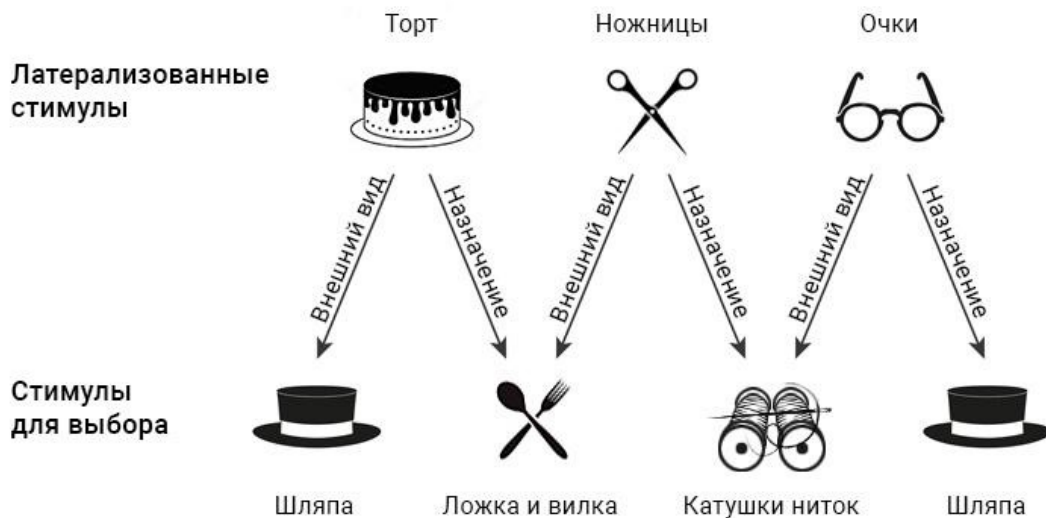 Торт
Ножницы
Очки
Латерализованные
стимулы
Внешний вид
Назначение
Внешний вид
Назначение
Внешний вид
Назначение
Стимулы
для выбора
Шляпа
Ложка и вилка
Катушки ниток
Шляпа